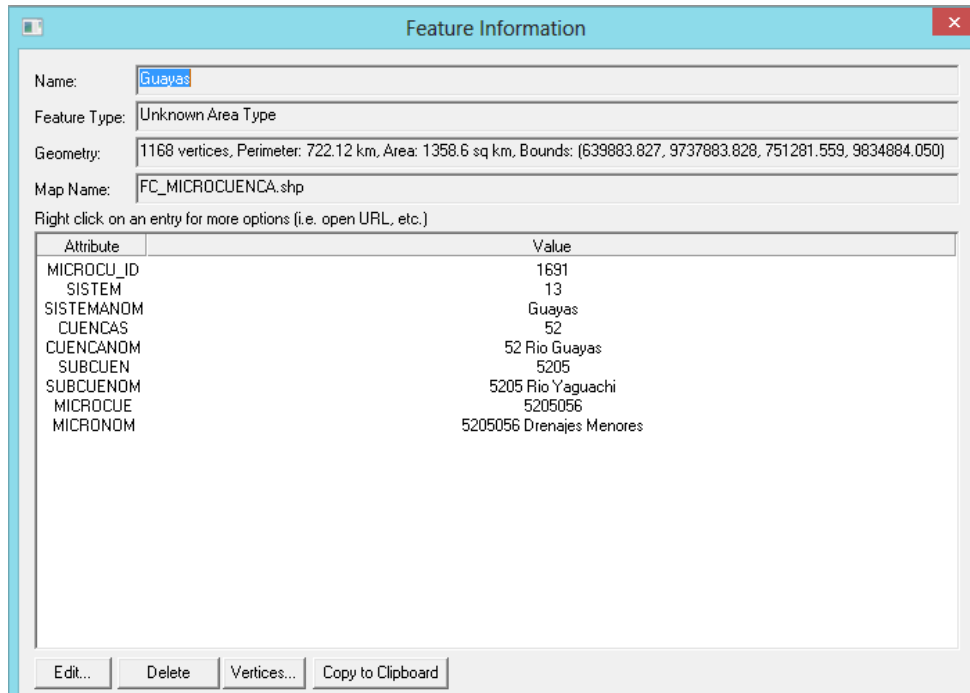 Feature Information
Name: Guayas
Feature Type: Unknown Area Type
Geometry: 1168 vertices, Perimeter: 722.12 km, Area: 1358.6 sq km, Bounds: (639883.827, 9737883.828, 751281.559, 9834884.050)
Map Name: FC_MICROCUENCA.shp
Right click on an entry for more options (i.e. open URL, etc.)
Attribute Value
MICROCU_ID 1691
SISTEM 13
SISTEMANOM Guayas
CUENCAS 52
CUENCANOM 52 Rio Guayas
SUBCUEN 5205
SUBCUENOM 5205 Rio Yaguachi
MICROCUE 5205056
MICRONOM 5205056 Drenajes Menores
Edit... Delete Vertices... Copy to Clipboard